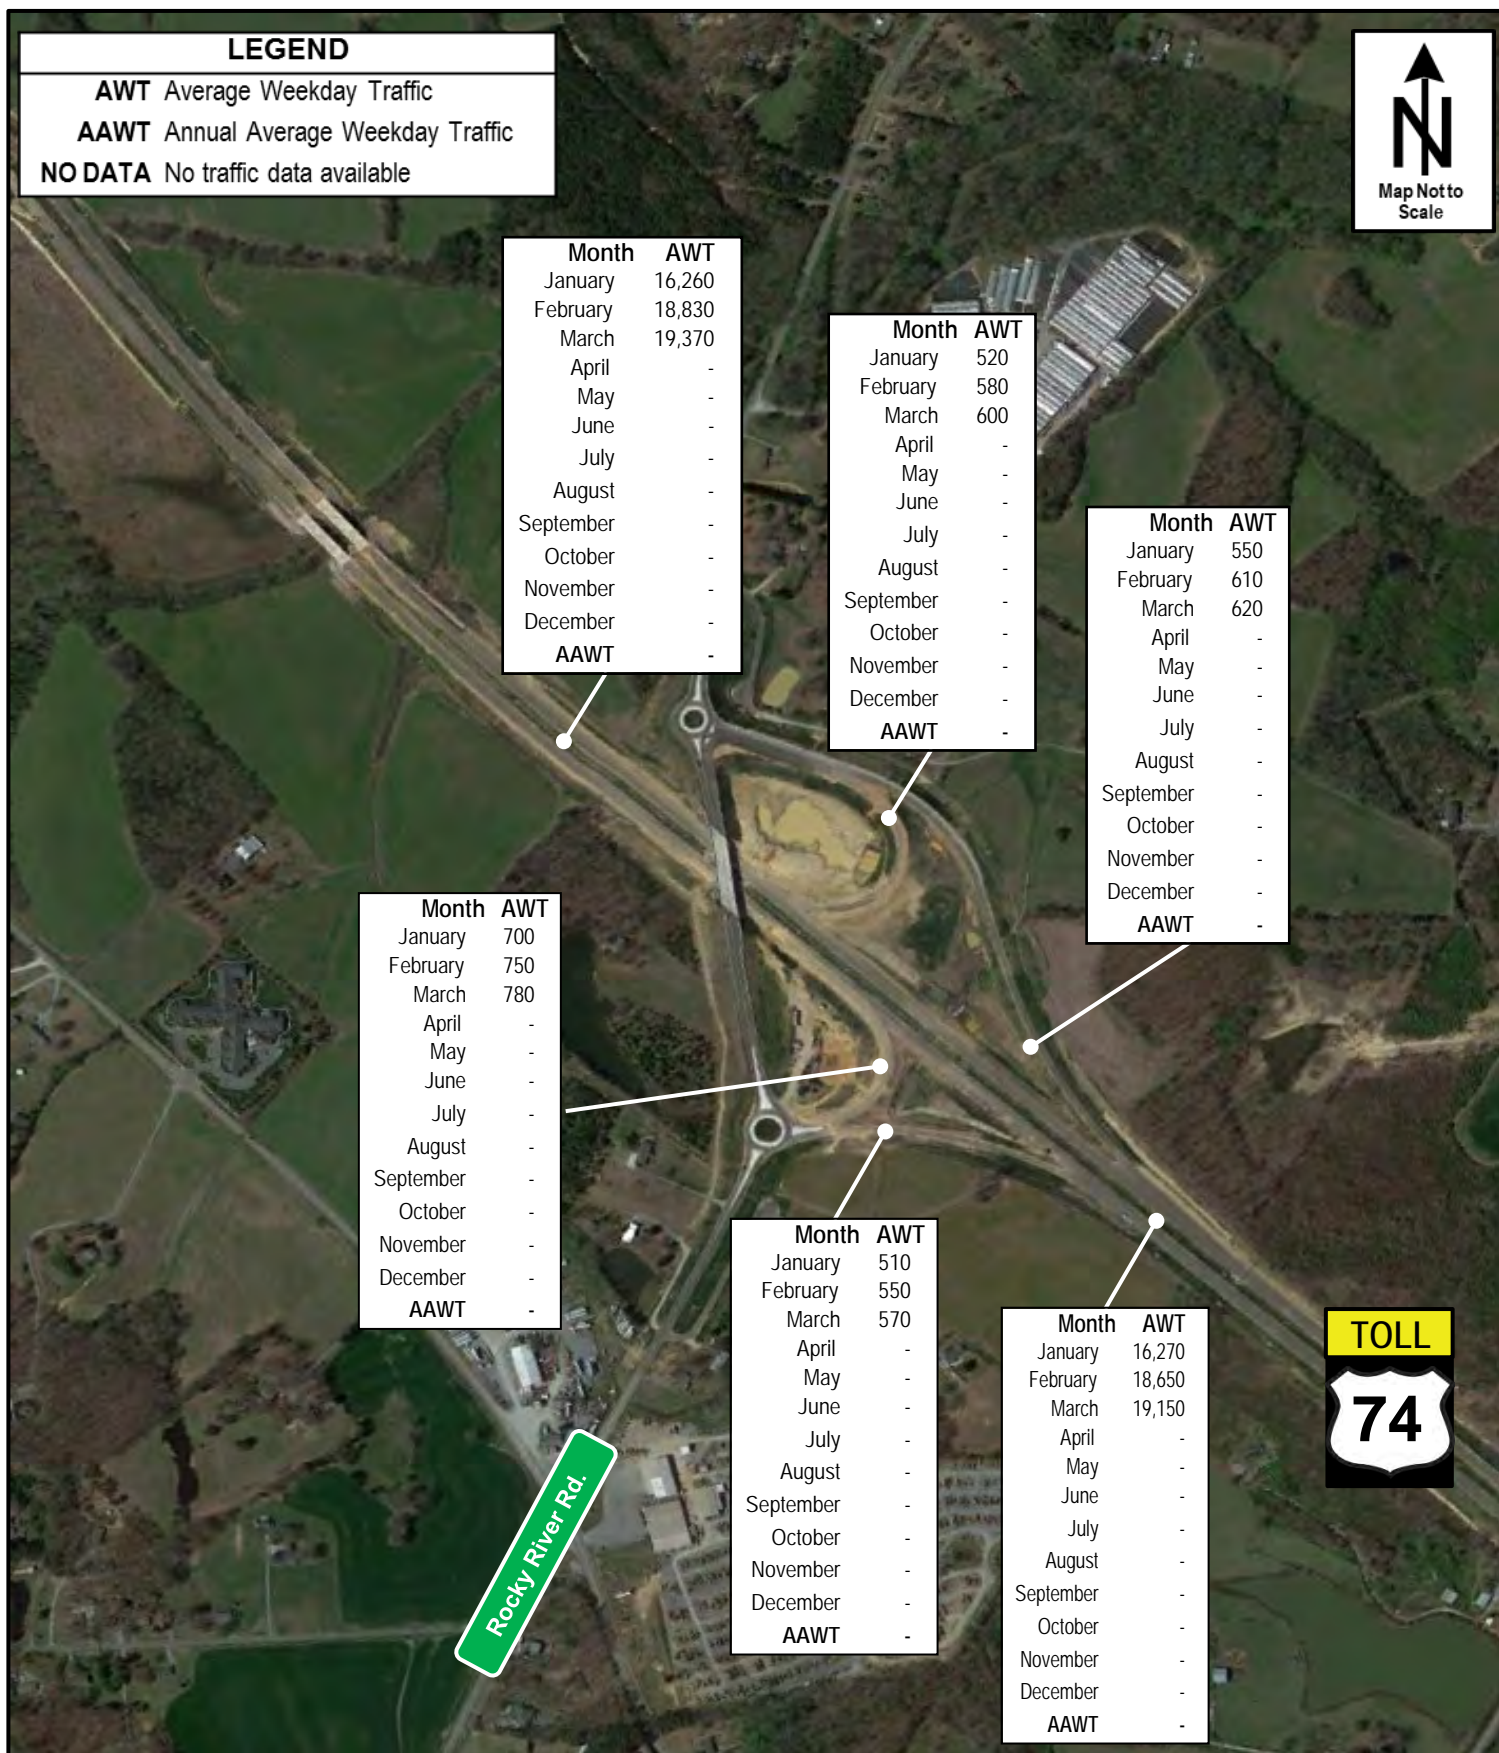 LEGEND
AWT Average Weekday Traffic
AAWT Annual Average Weekday Traffic
NO DATA No traffic data available
N
Map Not to
Scale
Month AWT
January 16,260
February 18,830
March 19,370
April -
May -
June -
July -
August -
September -
October -
November -
December -
AAWT -
Month AWT
January 520
February 580
March 600
April -
May -
June -
July -
August -
September -
October -
November -
December -
AAWT -
Month AWT
January 550
February 610
March 620
April -
May -
June -
July -
August -
September -
October -
November -
December -
AAWT -
Month AWT
January 700
February 750
March 780
April -
May -
June -
July -
August -
September -
October -
November -
December -
AAWT -
Month AWT
January 510
February 550
March 570
April -
May -
June -
July -
August -
September -
October -
November -
December -
AAWT -
Month AWT
January 16,270
February 18,650
March 19,150
April -
May -
June -
July -
August -
September -
October -
November -
December -
AAWT -
TOLL
74
Rocky River Rd.